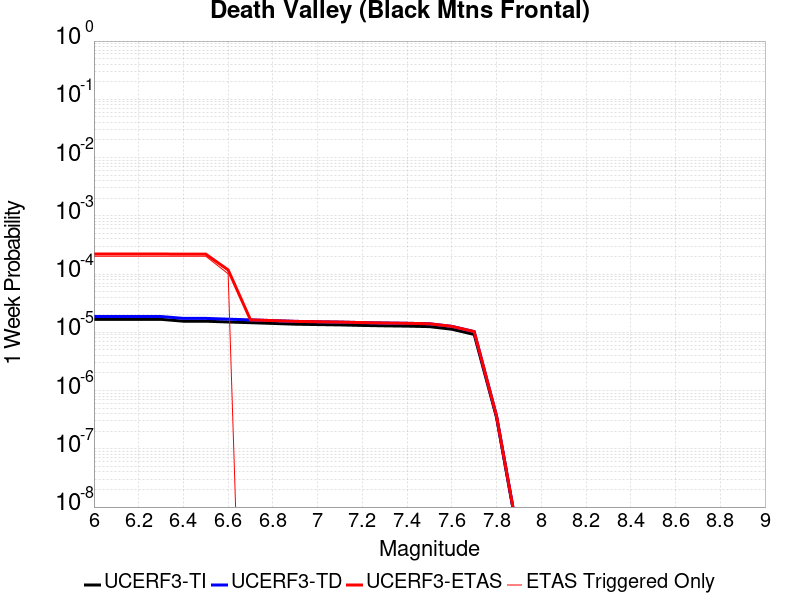 Death Valley (Black Mtns Frontal)
10^0
10^-1
10^-2
10^-3
10^-4
10^-5
10^-6
10^-7
10^-8
1 Week Probability
6 6.2 6.4 6.6 6.8 7 7.2 7.4 7.6 7.8 8 8.2 8.4 8.6 8.8 9
Magnitude
UCERF3-TI UCERF3-TD UCERF3-ETAS ETAS Triggered Only